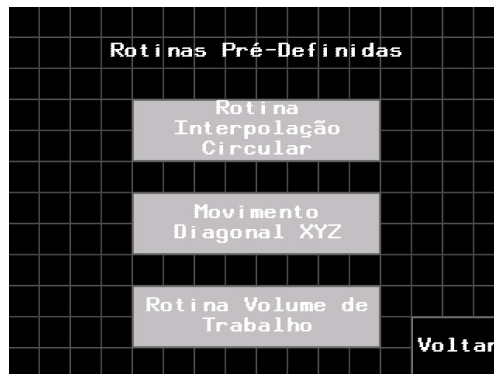 Rotinas Pré-Definidas
Rotina
Interpolação
Circular
Movimento
Diagonal XYZ
Rotina Volume de
Trabalho
Voltar